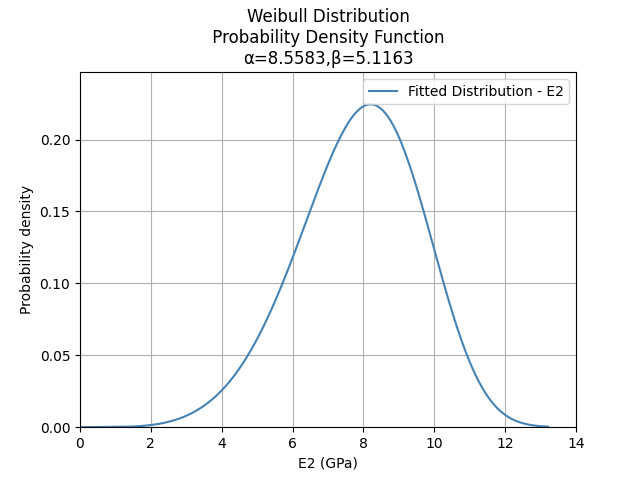 Weibull Distribution
Probability Density Function
α=8.5583,β=5.1163
Fitted Distribution - E2
Probability density
0.20
0.15
0.10
0.05
0.00
0 2 4 6 8 10 12 14
E2 (GPa)